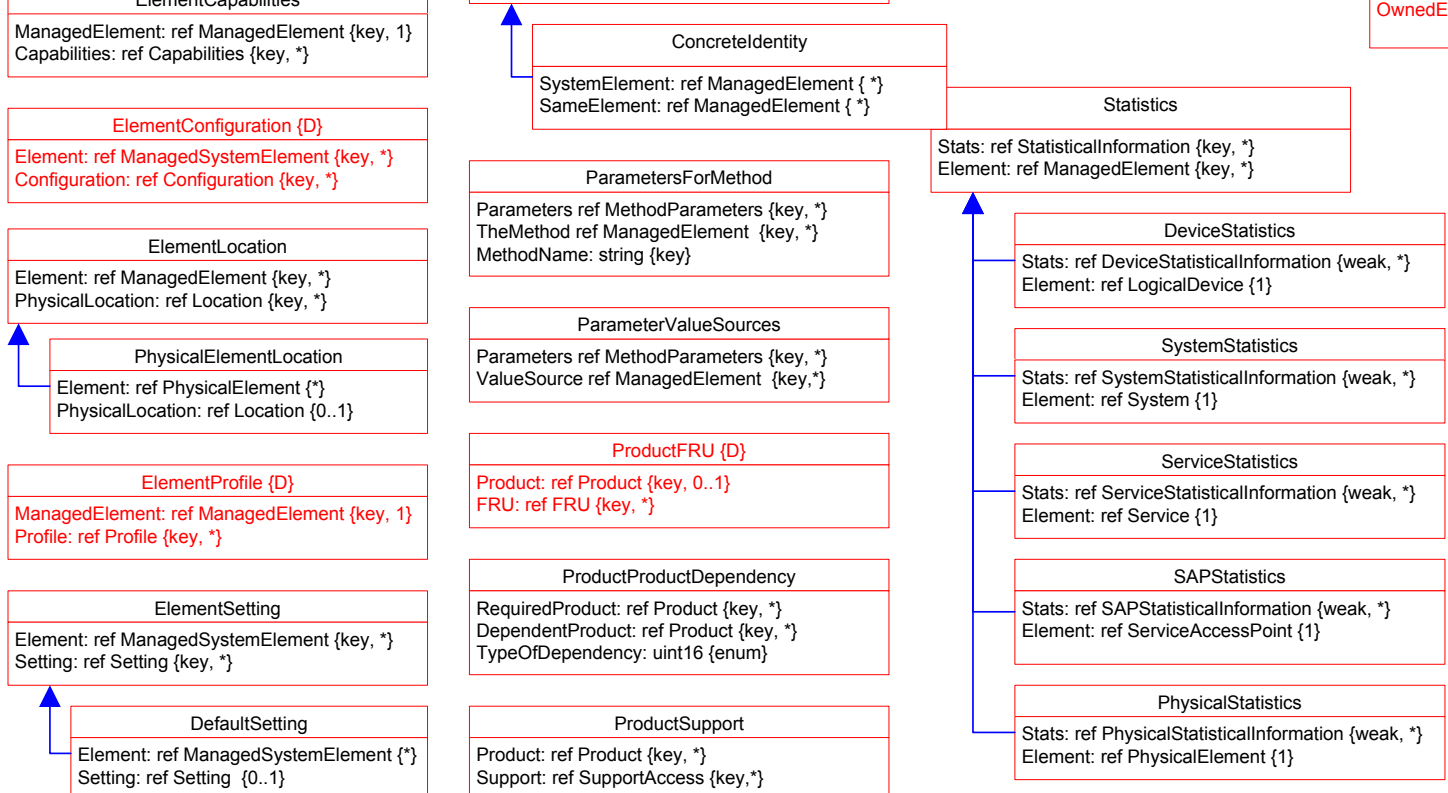 ElementCapabilities
ManagedElement: ref ManagedElement {key, 1}
Capabilities: ref Capabilities {key, *}
ElementConfiguration {D}
Element: ref ManagedSystemElement {key, *}
Configuration: ref Configuration {key, *}
ElementLocation
Element: ref ManagedElement {key, *}
PhysicalLocation: ref Location {key, *}
PhysicalElementLocation
Element: ref PhysicalElement {*}
PhysicalLocation: ref Location {0..1}
ElementProfile {D}
ManagedElement: ref ManagedElement {key, 1}
Profile: ref Profile {key, *}
ElementSetting
Element: ref ManagedSystemElement {key, *}
Setting: ref Setting {key, *}
DefaultSetting
Element: ref ManagedSystemElement {*}
Setting: ref Setting {0..1}
ConcreteIdentity
SystemElement: ref ManagedElement { *}
SameElement: ref ManagedElement { *}
ParametersForMethod
Parameters ref MethodParameters {key, *}
TheMethod ref ManagedElement {key, *}
MethodName: string {key}
ParameterValueSources
Parameters ref MethodParameters {key, *}
ValueSource ref ManagedElement {key,*}
ProductFRU {D}
Product: ref Product {key, 0..1}
FRU: ref FRU {key, *}
ProductProductDependency
RequiredProduct: ref Product {key, *}
DependentProduct: ref Product {key, *}
TypeOfDependency: uint16 {enum}
ProductSupport
Product: ref Product {key, *}
Support: ref SupportAccess {key,*}
OwnedE
Statistics
Stats: ref StatisticalInformation {key, *}
Element: ref ManagedElement {key, *}
DeviceStatistics
Stats: ref DeviceStatisticalInformation {weak, *}
Element: ref LogicalDevice {1}
SystemStatistics
Stats: ref SystemStatisticalInformation {weak, *}
Element: ref System {1}
ServiceStatistics
Stats: ref ServiceStatisticalInformation {weak, *}
Element: ref Service {1}
SAPStatistics
Stats: ref SAPStatisticalInformation {weak, *}
Element: ref ServiceAccessPoint {1}
PhysicalStatistics
Stats: ref PhysicalStatisticalInformation {weak, *}
Element: ref PhysicalElement {1}